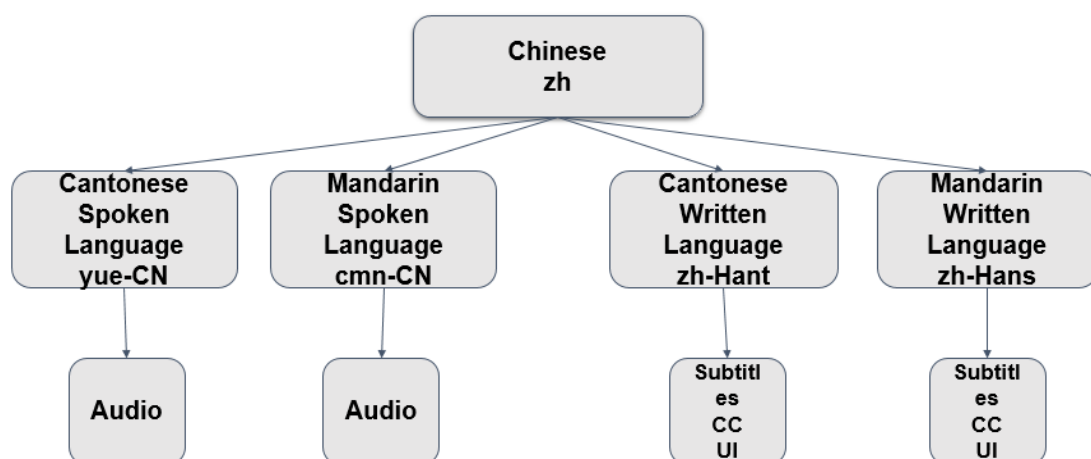 Chinese
zh
Cantonese
Spoken
Language
yue-CN
Mandarin
Spoken
Language
cmn-CN
Cantonese
Written
Language
zh-Hant
Mandarin
Written
Language
zh-Hans
Audio
Audio
Subtitl
es
CC
UI
Subtitl
es
CC
UI